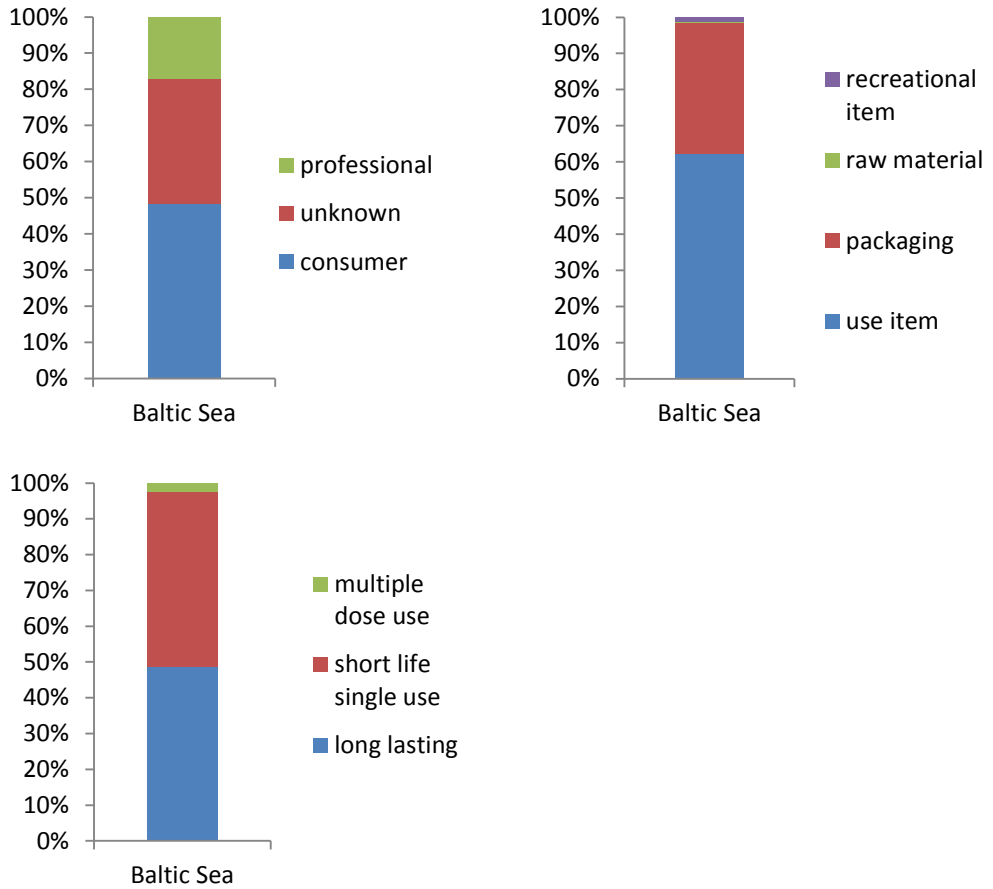 100%
90%
80%
70%
60%
50%
40%
30%
20%
10%
0%
Baltic Sea
professional
unknown
consumer
100%
90%
80%
70%
60%
50%
40%
30%
20%
10%
0%
Baltic Sea
recreational
item
raw material
packaging
use item
100%
90%
80%
70%
60%
50%
40%
30%
20%
10%
0%
Baltic Sea
multiple
dose use
short life
single use
long lasting